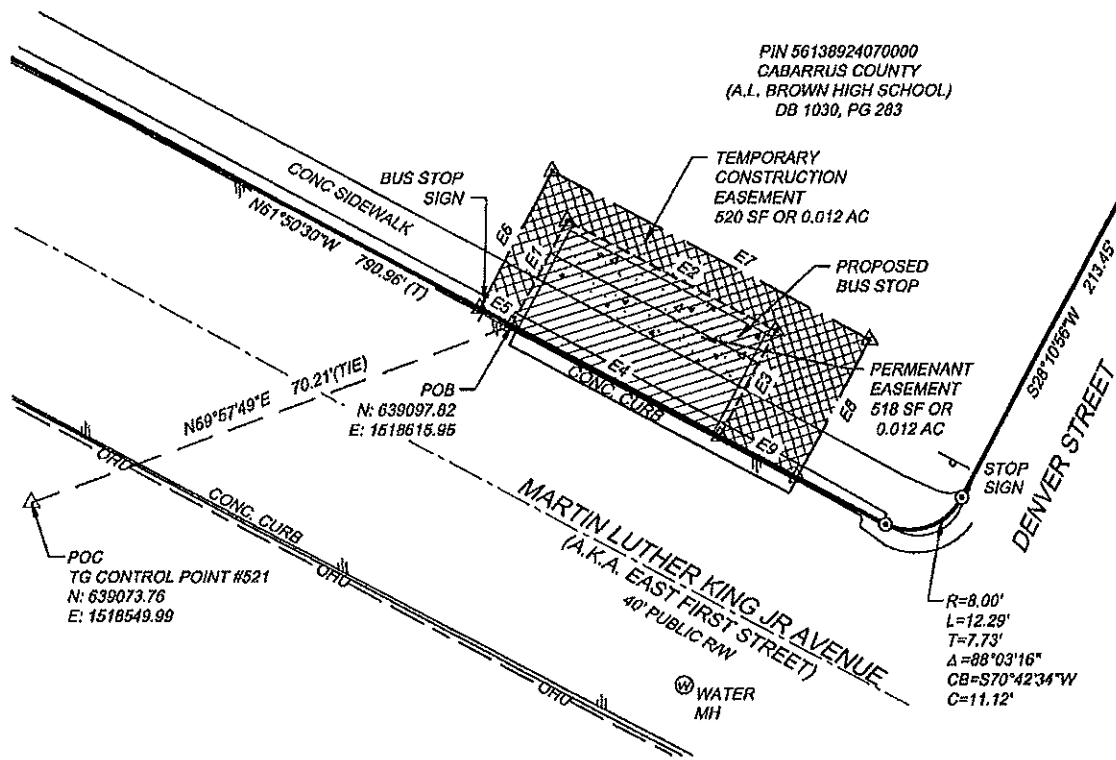 PIN 56138924070000
CABARRUS COUNTY
(A.L. BROWN HIGH SCHOOL)
DB 1030, PG 283
TEMPORARY
CONSTRUCTION
EASEMENT
520 SF OR 0.012 AC
BUS STOP
SIGN
CONC SIDEWALK
N61°50'30"W 790.96' (T)
E6
E1
E2
E7
PROPOSED
BUS STOP
E5
E4
E3
E8
E9
CONC. CURB
PERMENANT
EASEMENT
518 SF OR
0.012 AC
S28°10'56"W 213.45'
DENVER STREET
STOP
SIGN
N69°57'49"E 70.21'(TIE)
POB
N: 639097.82
E: 1518615.95
OHU
CONC. CURB
OHU
OHU
POC
TG CONTROL POINT #521
N: 639073.76
E: 1518549.99
MARTIN LUTHER KING JR AVENUE
(A.K.A. EAST FIRST STREET)
40' PUBLIC R/W
W WATER
MH
R=8.00'
L=12.29'
T=7.73'
Δ=88°03'16"
CB=S70°42'34"W
C=11.12'